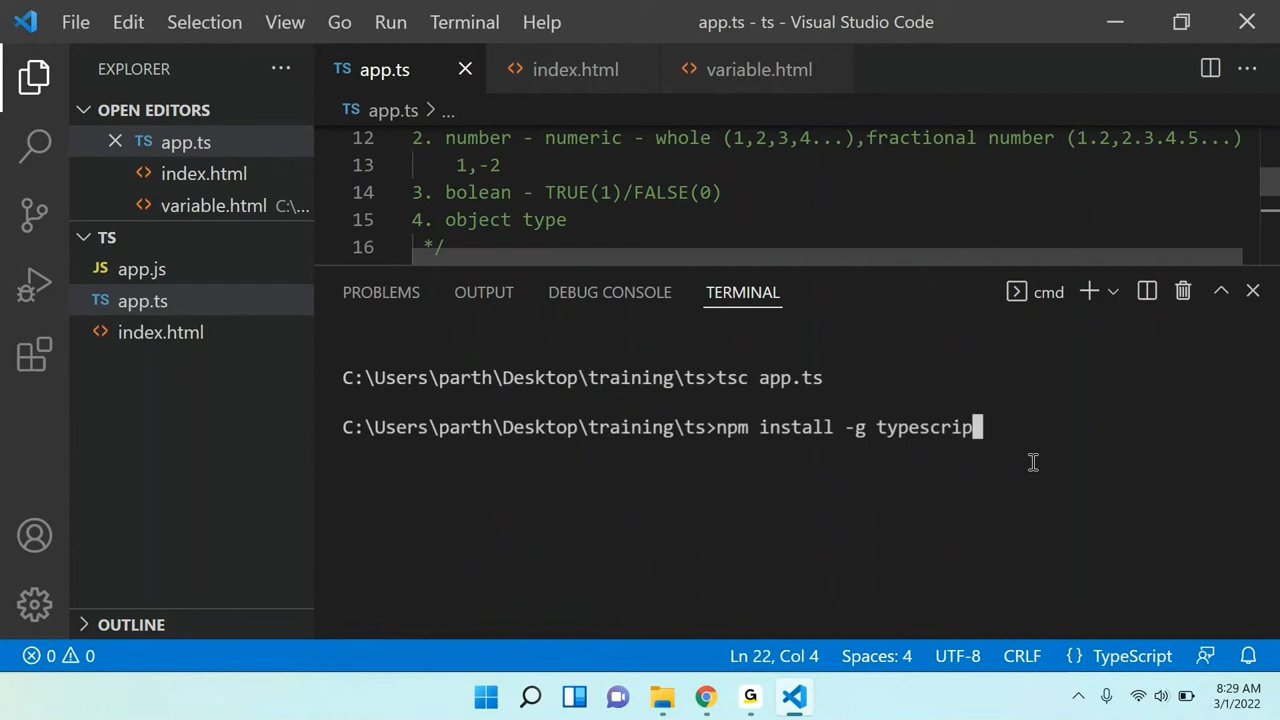 File Edit Selection View Go Run Terminal Help app.ts - ts - Visual Studio Code
EXPLORER
TS app.ts
index.html
variable.html
OPEN EDITORS
TS app.ts
index.html
variable.html C:\...
TS
JS app.js
TS app.ts
index.html
OUTLINE
TS app.ts > ...
12 2. number - numeric - whole (1,2,3,4...),fractional number (1.2,2.3.4.5...)
13 1,-2
14 3. bolean - TRUE(1)/FALSE(0)
15 4. object type
16 */
PROBLEMS OUTPUT DEBUG CONSOLE TERMINAL cmd
C:\Users\parth\Desktop\training\ts>tsc app.ts
C:\Users\parth\Desktop\training\ts>npm install -g typescrip
0 0 Ln 22, Col 4 Spaces: 4 UTF-8 CRLF {} TypeScript
G
8:29 AM
3/1/2022